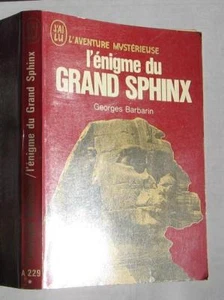 J'AI
LU
L'AVENTURE MYSTÉRIEUSE
l'énigme du
GRAND SPHINX
Georges Barbarin
/l'énigme du Grand Sphinx
A 229
**